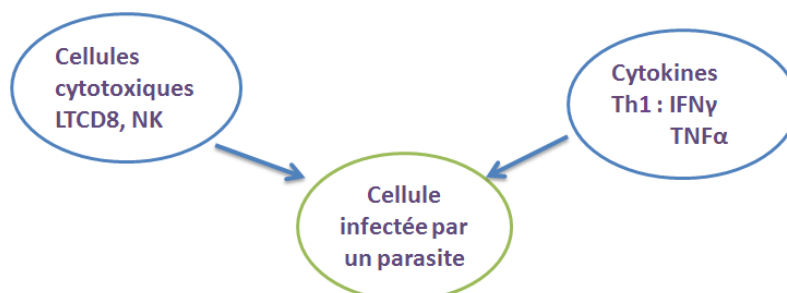 Cellules
cytotoxiques
LTCD8, NK
Cytokines
Th1 : IFNγ
TNFα
Cellule
infectée par
un parasite